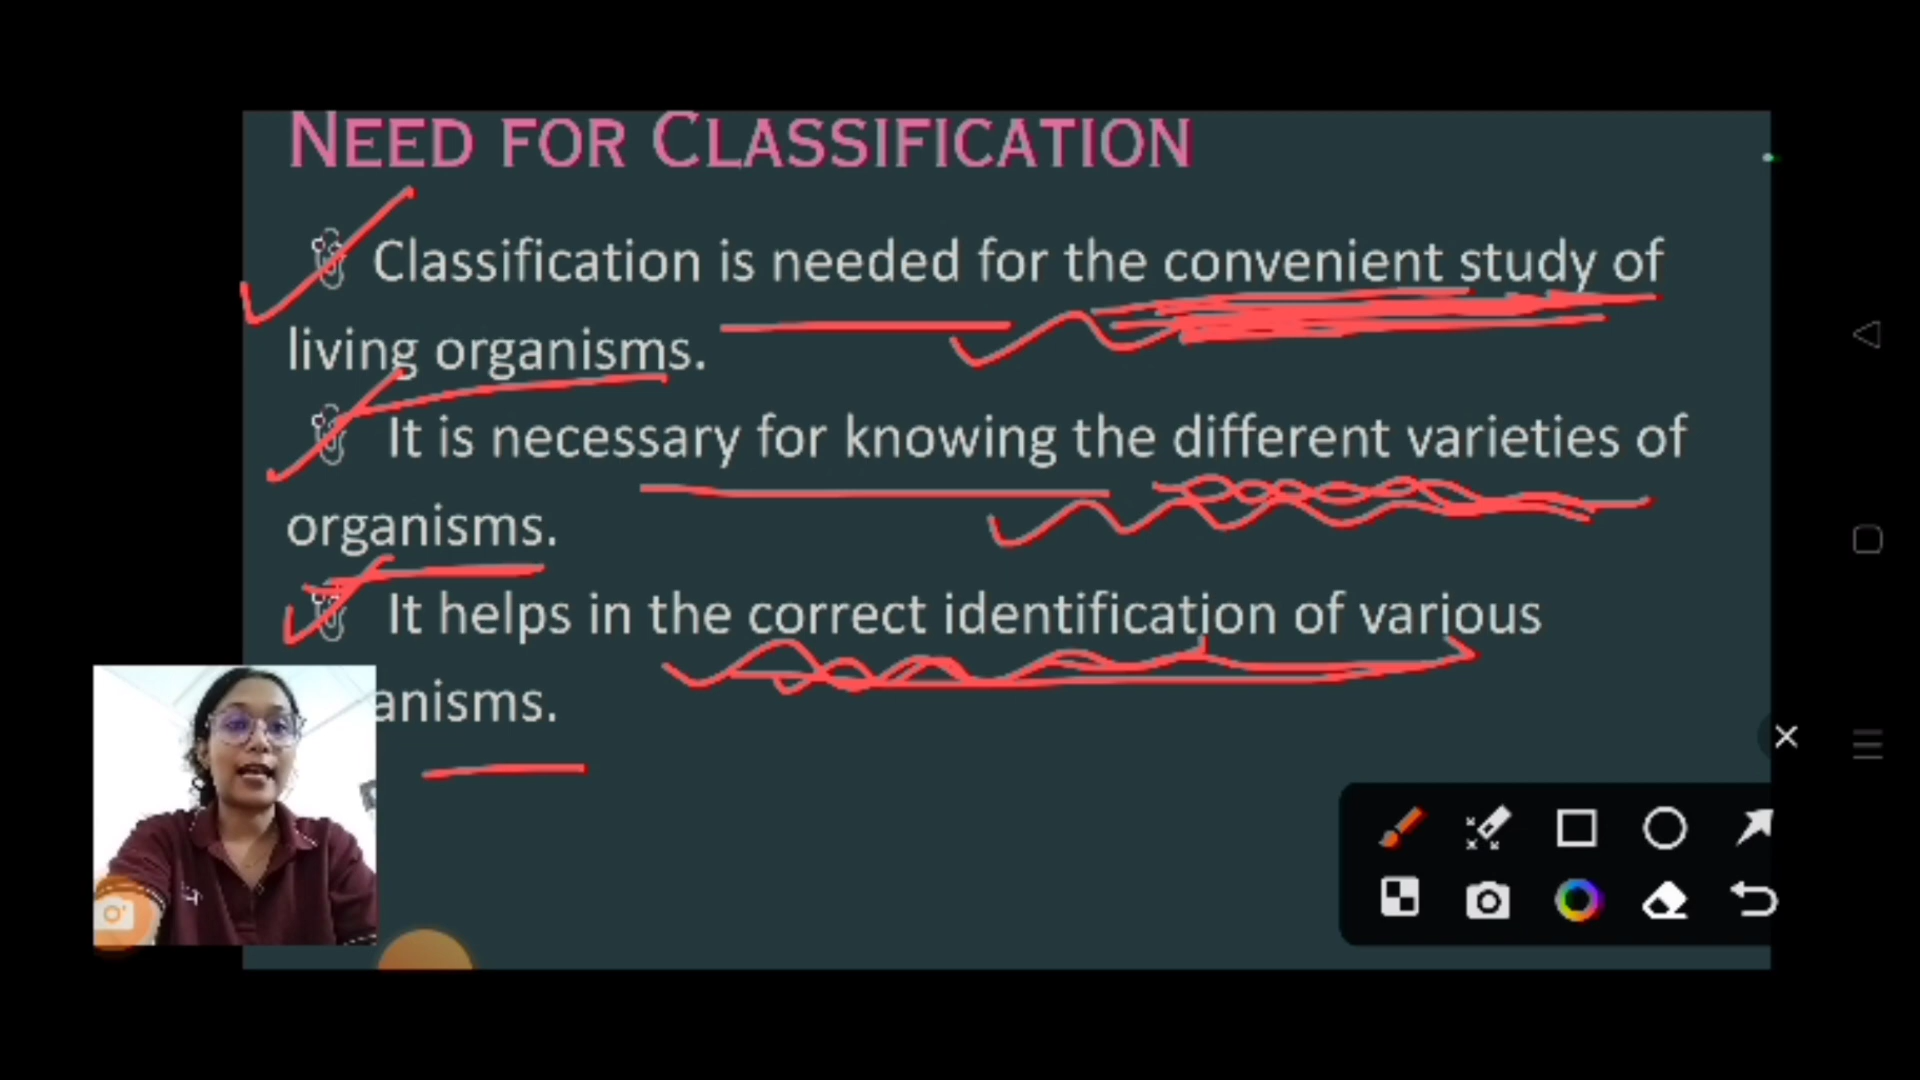 NEED FOR CLASSIFICATION
Classification is needed for the convenient study of
living organisms.
It is necessary for knowing the different varieties of
organisms.
It helps in the correct identification of various
anisms.